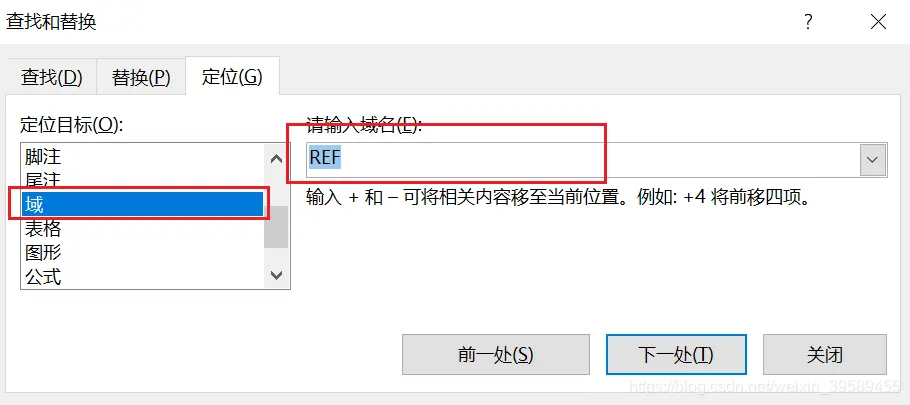 查找和替换
?
查找(D) 替换(P) 定位(G)
定位目标(O):
脚注
尾注
域
表格
图形
公式
请输入域名(E):
REF
输入 + 和 – 可将相关内容移至当前位置。例如: +4 将前移四项。
前一处(S) 下一处(T) 关闭
https://blog.csdn.net/weixin_39589455